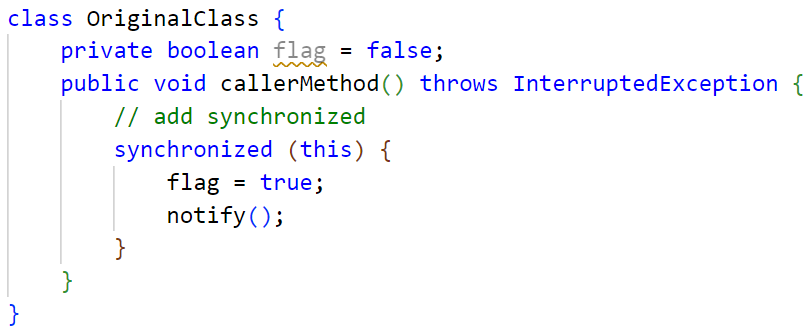 class OriginalClass {
    private boolean flag = false;
    public void callerMethod() throws InterruptedException {
        // add synchronized
        synchronized (this) {
            flag = true;
            notify();
        }
    }
}